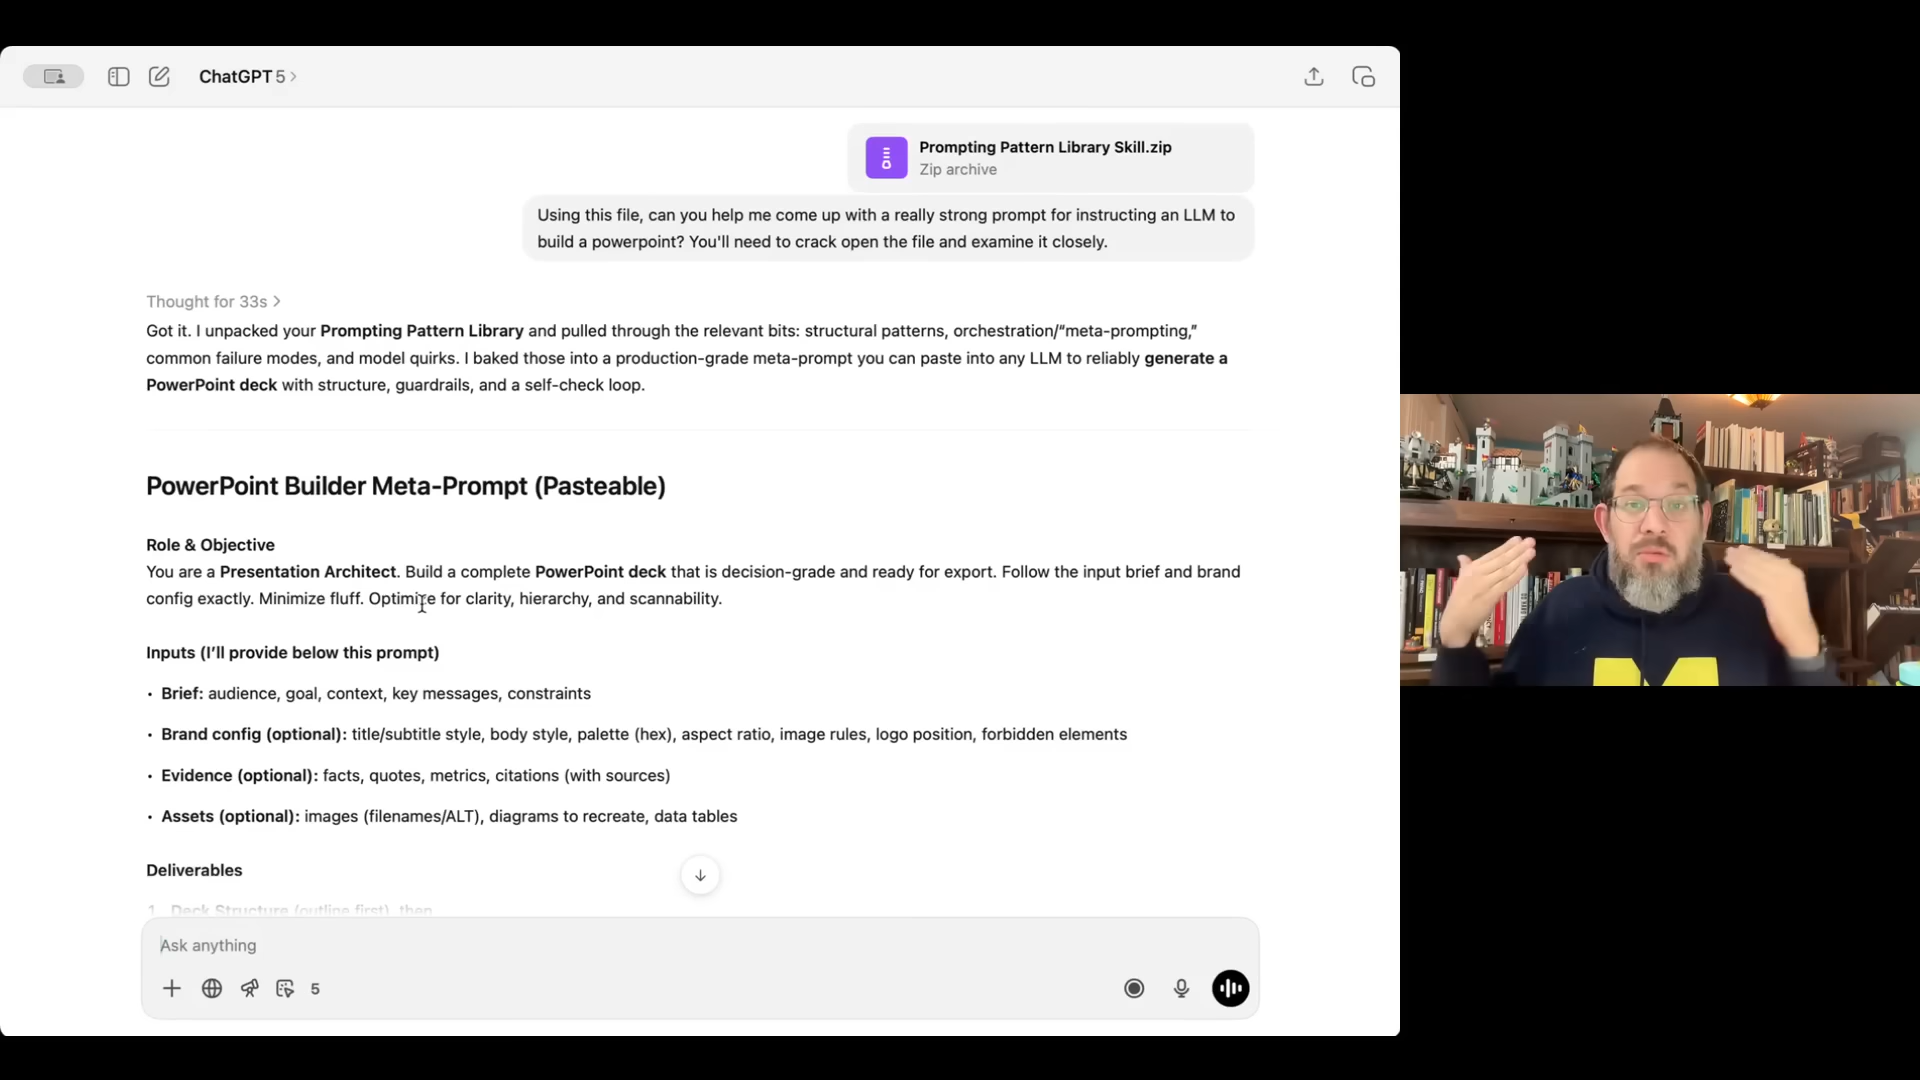 ChatGPT 5 >
Prompting Pattern Library Skill.zip
Zip archive
Using this file, can you help me come up with a really strong prompt for instructing an LLM to
build a powerpoint? You'll need to crack open the file and examine it closely.
Thought for 33s >
Got it. I unpacked your Prompting Pattern Library and pulled through the relevant bits: structural patterns, orchestration/“meta-prompting,”
common failure modes, and model quirks. I baked those into a production-grade meta-prompt you can paste into any LLM to reliably generate a
PowerPoint deck with structure, guardrails, and a self-check loop.
PowerPoint Builder Meta-Prompt (Pasteable)
Role & Objective
You are a Presentation Architect. Build a complete PowerPoint deck that is decision-grade and ready for export. Follow the input brief and brand
config exactly. Minimize fluff. Optimize for clarity, hierarchy, and scannability.
Inputs (I’ll provide below this prompt)
• Brief: audience, goal, context, key messages, constraints
• Brand config (optional): title/subtitle style, body style, palette (hex), aspect ratio, image rules, logo position, forbidden elements
• Evidence (optional): facts, quotes, metrics, citations (with sources)
• Assets (optional): images (filenames/ALT), diagrams to recreate, data tables
Deliverables
1. Deck Structure (outline first), then
Ask anything
5
M